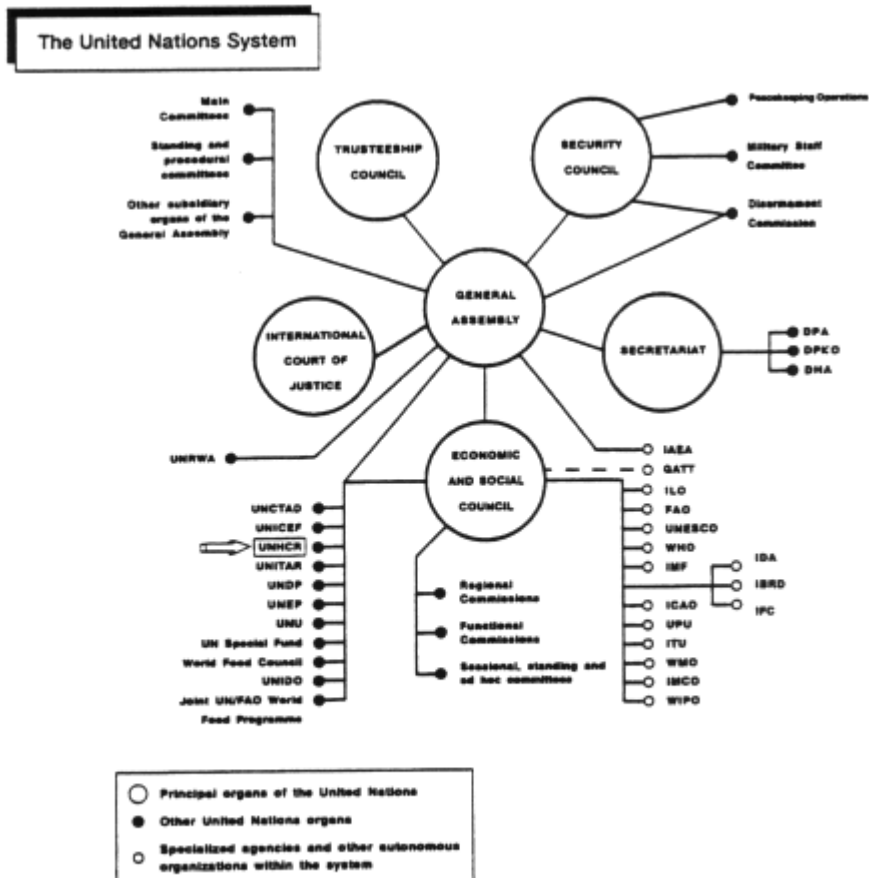 The United Nations System
Main
Committees
Standing and
procedural
committees
Other subsidiary
organs of the
General Assembly
TRUSTEESHIP
COUNCIL
SECURITY
COUNCIL
Peacekeeping Operations
Military Staff
Committee
Disarmament
Commission
GENERAL
ASSEMBLY
INTERNATIONAL
COURT OF
JUSTICE
SECRETARIAT
DPA
DPKO
DHA
UNRWA
ECONOMIC
AND SOCIAL
COUNCIL
IAEA
GATT
ILO
FAO
UNESCO
WHO
IMF
IDA
IBRD
IFC
ICAO
UPU
ITU
WMO
IMCO
WIPO
UNCTAD
UNICEF
UNHCR
UNITAR
UNDP
UNEP
UNU
UN Special Fund
World Food Council
UNIDO
Joint UN/FAO World
Food Programme
Regional
Commissions
Functional
Commissions
Sessional, standing and
ad hoc committees
Principal organs of the United Nations
Other United Nations organs
Specialized agencies and other autonomous
organizations within the system